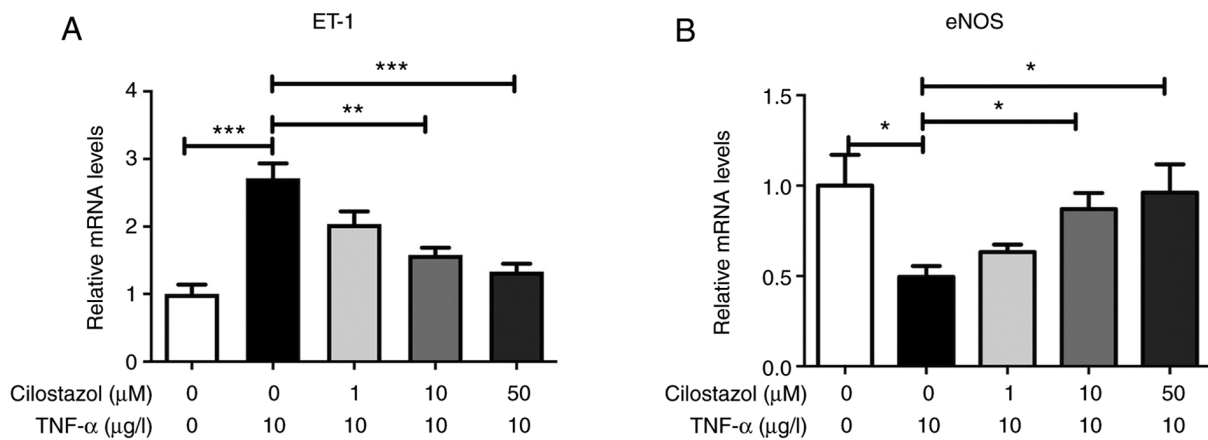 A
ET-1
Relative mRNA levels
4
3
2
1
0
***
**
***
Cilostazol (μM) 0 0 1 10 50
TNF-α (μg/l) 0 10 10 10 10
B
eNOS
Relative mRNA levels
1.5
1.0
0.5
0.0
*
*
*
Cilostazol (μM) 0 0 1 10 50
TNF-α (μg/l) 0 10 10 10 10